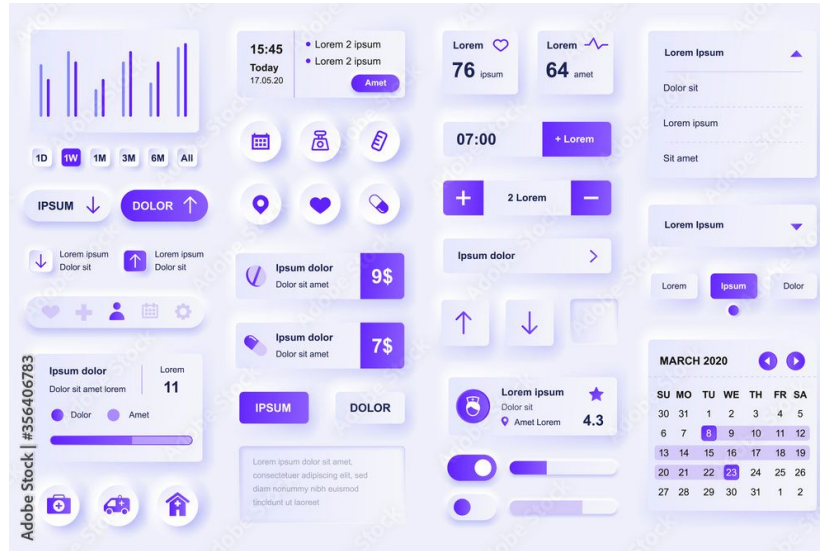 1D 1W 1M 3M 6M All
IPSUM
DOLOR
Lorem ipsum
Dolor sit
Lorem ipsum
Dolor sit
Ipsum dolor
Dolor sit amet lorem
Lorem
11
Dolor
Amet
15:45
Today
17.05.20
Lorem 2 ipsum
Lorem 2 ipsum
Amet
Ipsum dolor
Dolor sit amet
9$
Ipsum dolor
Dolor sit amet
7$
IPSUM
DOLOR
Lorem ipsum dolor sit amet,
consectetuer adipiscing elit, sed
diam nonummy nibh euismod
tincidunt ut laoreet
Lorem
76 ipsum
Lorem
64 amet
07:00
+ Lorem
+ 2 Lorem −
Ipsum dolor
Lorem ipsum
Dolor sit
Amet Lorem
4.3
Lorem Ipsum
Dolor sit
Lorem ipsum
Sit amet
Lorem Ipsum
Lorem
Ipsum
Dolor
MARCH 2020
SU MO TU WE TH FR SA
30 31 1 2 3 4 5
6 7 8 9 10 11 12
13 14 15 16 17 18 19
20 21 22 23 24 25 26
27 28 29 30 31 1 2
Adobe Stock | #356406783
Adobe Stock